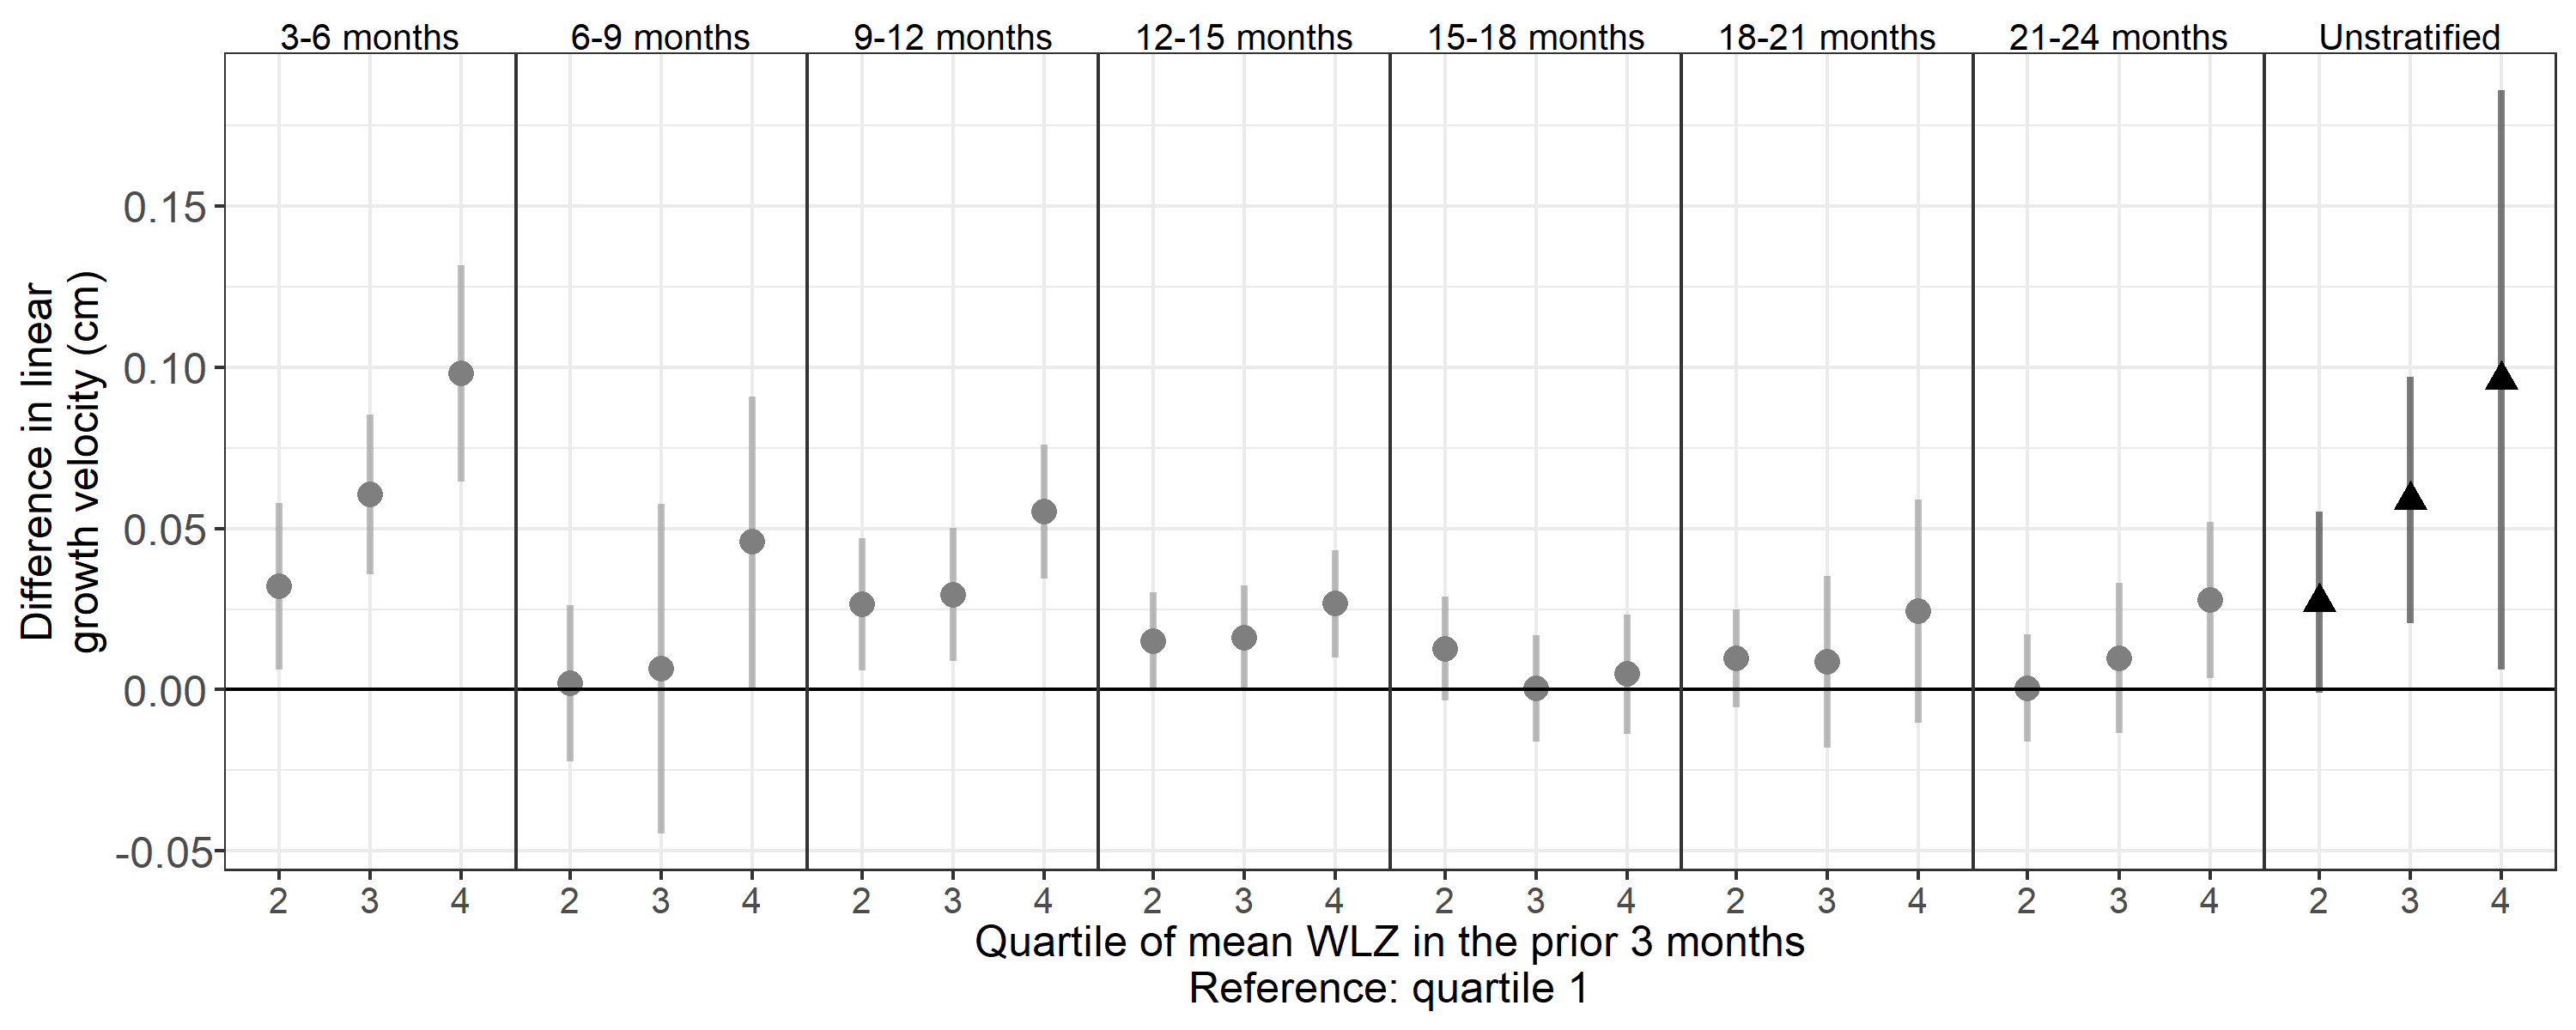 3-6 months 6-9 months 9-12 months 12-15 months 15-18 months 18-21 months 21-24 months Unstratified
Difference in linear
growth velocity (cm)
0.15
0.10
0.05
0.00
-0.05
2 3 4 2 3 4 2 3 4 2 3 4 2 3 4 2 3 4 2 3 4 2 3 4
Quartile of mean WLZ in the prior 3 months
Reference: quartile 1